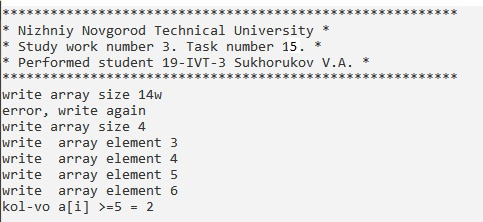 **********************************************************
* Nizhniy Novgorod Technical University *
* Study work number 3. Task number 15. *
* Performed student 19-IVT-3 Sukhorukov V.A. *
**********************************************************
write array size 14w
error, write again
write array size 4
write  array element 3
write  array element 4
write  array element 5
write  array element 6
kol-vo a[i] >=5 = 2